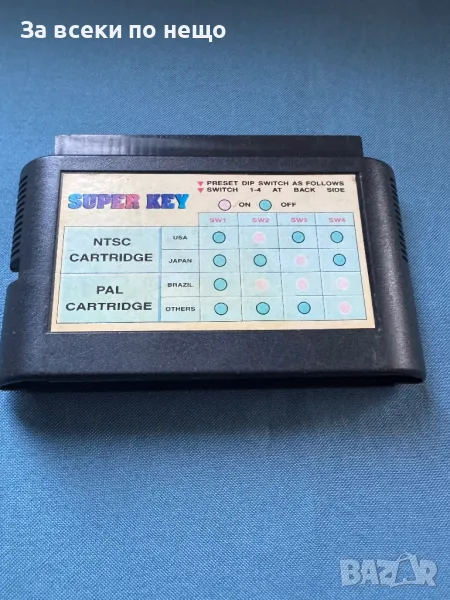 За всеки по нещо
SUPER KEY
▼ PRESET DIP SWITCH AS FOLLOWS
▼ SWITCH 1-4 AT BACK SIDE
ON OFF
SW1 SW2 SW3 SW4
NTSC CARTRIDGE
USA
JAPAN
PAL CARTRIDGE
BRAZIL
OTHERS
BAZAR